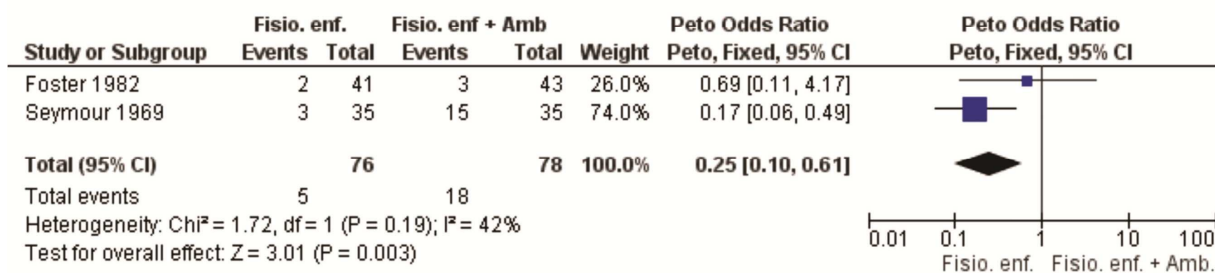 Fisio. enf. Fisio. enf + Amb Peto Odds Ratio Peto Odds Ratio
Study or Subgroup Events Total Events Total Weight Peto, Fixed, 95% CI Peto, Fixed, 95% CI
Foster 1982 2 41 3 43 26.0% 0.69 [0.11, 4.17]
Seymour 1969 3 35 15 35 74.0% 0.17 [0.06, 0.49]
Total (95% CI) 76 78 100.0% 0.25 [0.10, 0.61]
Total events 5 18
Heterogeneity: Chi² = 1.72, df = 1 (P = 0.19); I² = 42%
Test for overall effect: Z = 3.01 (P = 0.003)
0.01 0.1 1 10 100
Fisio. enf. Fisio. enf. + Amb.